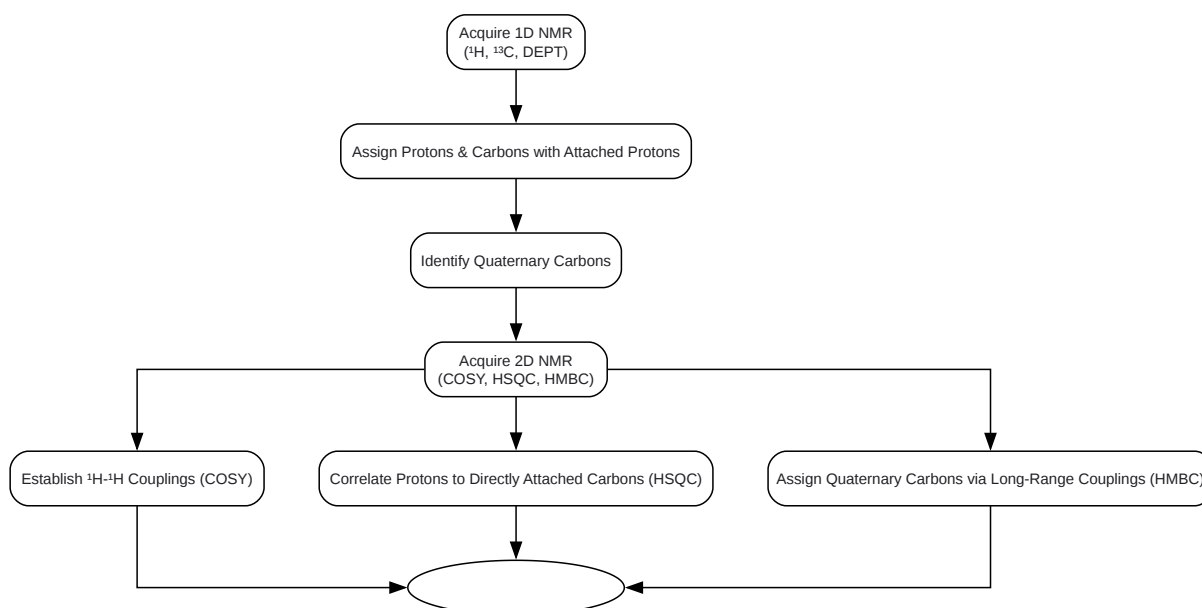 Acquire 1D NMR
(¹H, ¹³C, DEPT)
Assign Protons & Carbons with Attached Protons
Identify Quaternary Carbons
Acquire 2D NMR
(COSY, HSQC, HMBC)
Establish ¹H-¹H Couplings (COSY)
Correlate Protons to Directly Attached Carbons (HSQC)
Assign Quaternary Carbons via Long-Range Couplings (HMBC)